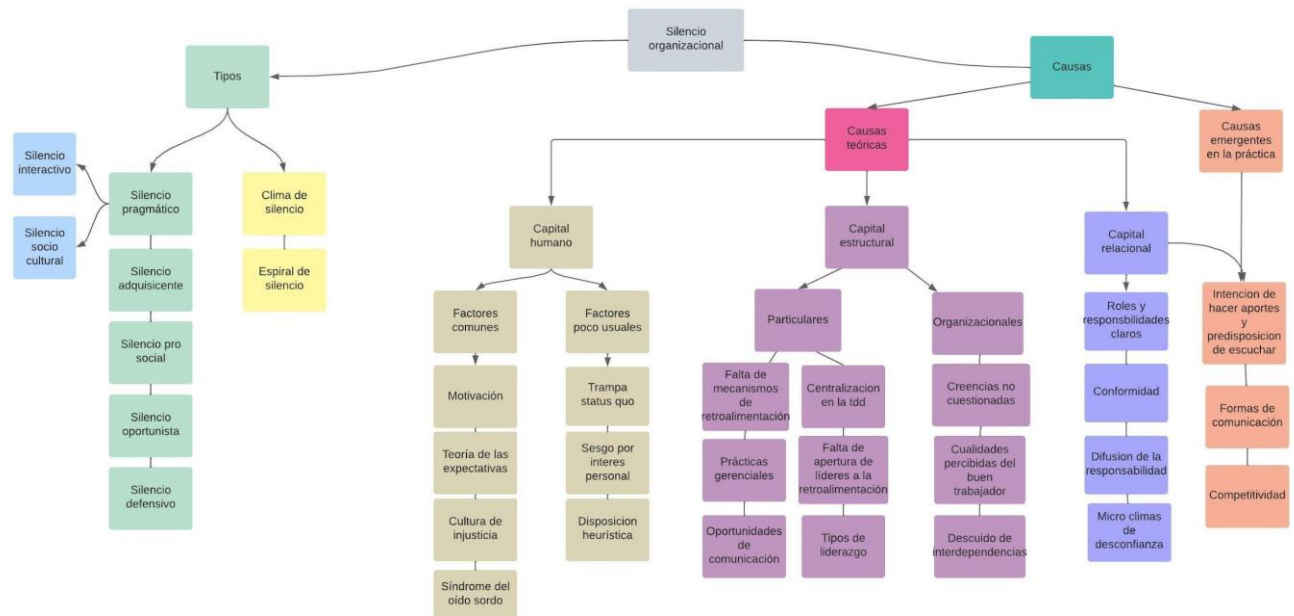 Silencio
organizacional
Tipos
Causas
Silencio
interactivo
Silencio
socio
cultural
Silencio
pragmático
Silencio
adquisicente
Silencio pro
social
Silencio
oportunista
Silencio
defensivo
Clima de
silencio
Espiral de
silencio
Causas
teóricas
Causas
emergentes
en la práctica
Capital
humano
Factores
comunes
Motivación
Teoría de las
expectativas
Cultura de
injusticia
Síndrome del
oído sordo
Factores
poco usuales
Trampa
status quo
Sesgo por
interes
personal
Disposicion
heurística
Capital
estructural
Particulares
Falta de
mecanismos
de
retroalimentación
Prácticas
gerenciales
Oportunidades
de
comunicación
Centralizacion
en la tdd
Falta de
apertura de
líderes a la
retroalimentación
Tipos de
liderazgo
Organizacionales
Creencias no
cuestionadas
Cualidades
percibidas del
buen
trabajador
Descuido de
interdependencias
Capital
relacional
Roles y
responsbilidades
claros
Conformidad
Difusion de la
responsabilidad
Micro climas
de
desconfianza
Intencion de
hacer aportes
y
predisposicion
de escuchar
Formas de
comunicación
Competitividad